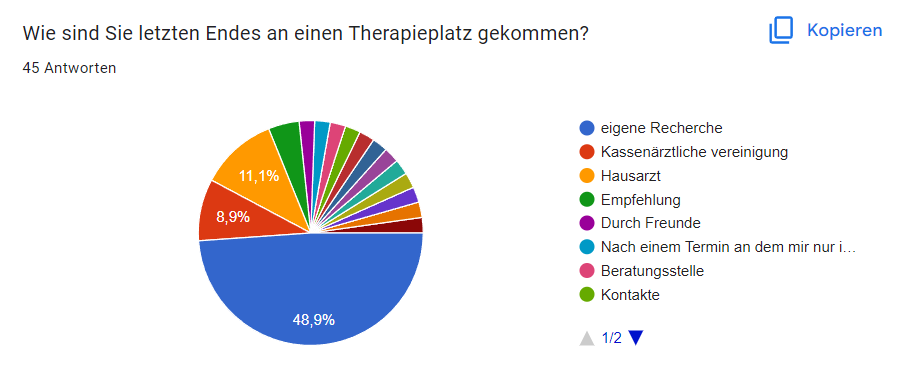 Wie sind Sie letzten Endes an einen Therapieplatz gekommen?
Kopieren
45 Antworten
11,1%
8,9%
48,9%
eigene Recherche
Kassenärztliche vereinigung
Hausarzt
Empfehlung
Durch Freunde
Nach einem Termin an dem mir nur i…
Beratungsstelle
Kontakte
1/2